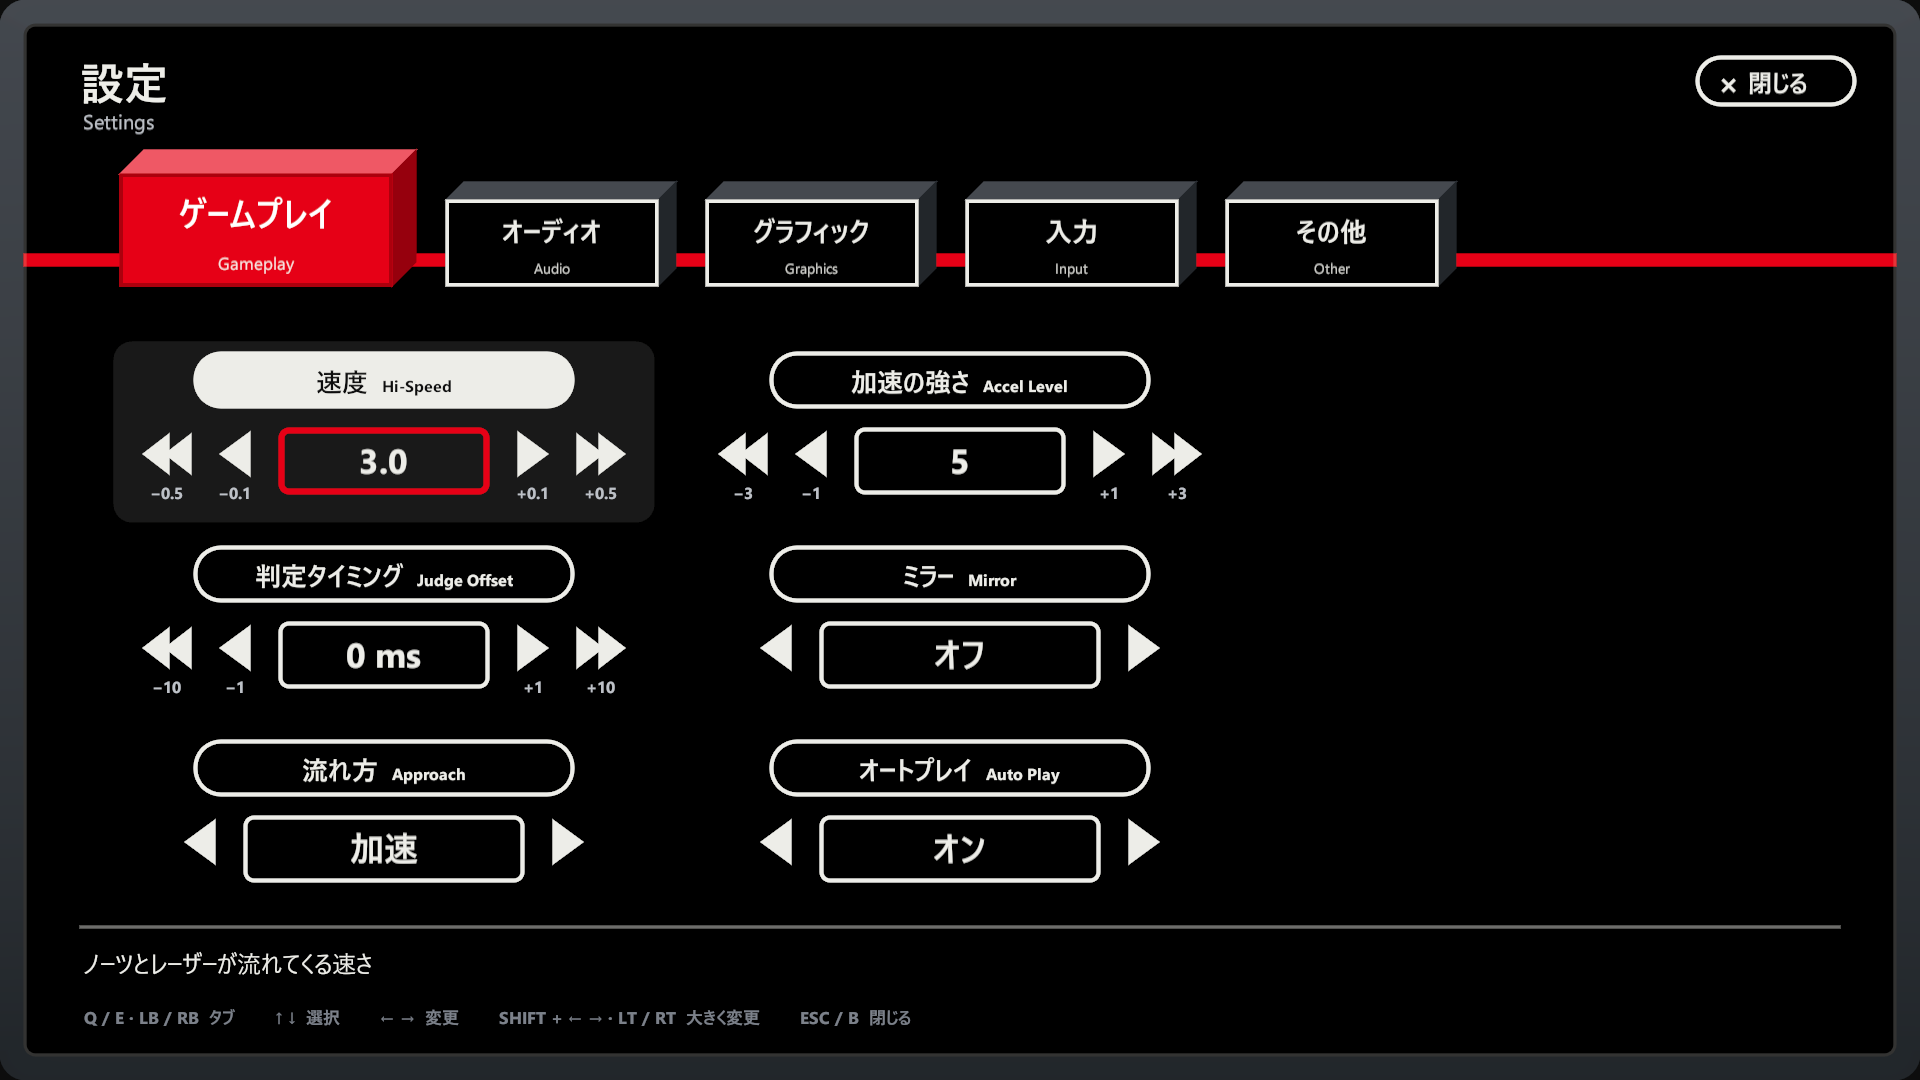 設定
Settings
× 閉じる
ゲームプレイ
Gameplay
オーディオ
Audio
グラフィック
Graphics
入力
Input
その他
Other
速度 Hi-Speed
−0.5 −0.1 3.0 +0.1 +0.5
加速の強さ Accel Level
−3 −1 5 +1 +3
判定タイミング Judge Offset
−10 −1 0 ms +1 +10
ミラー Mirror
オフ
流れ方 Approach
加速
オートプレイ Auto Play
オン
ノーツとレーザーが流れてくる速さ
Q / E · LB / RB タブ ↑↓ 選択 ← → 変更 SHIFT + ← → · LT / RT 大きく変更 ESC / B 閉じる